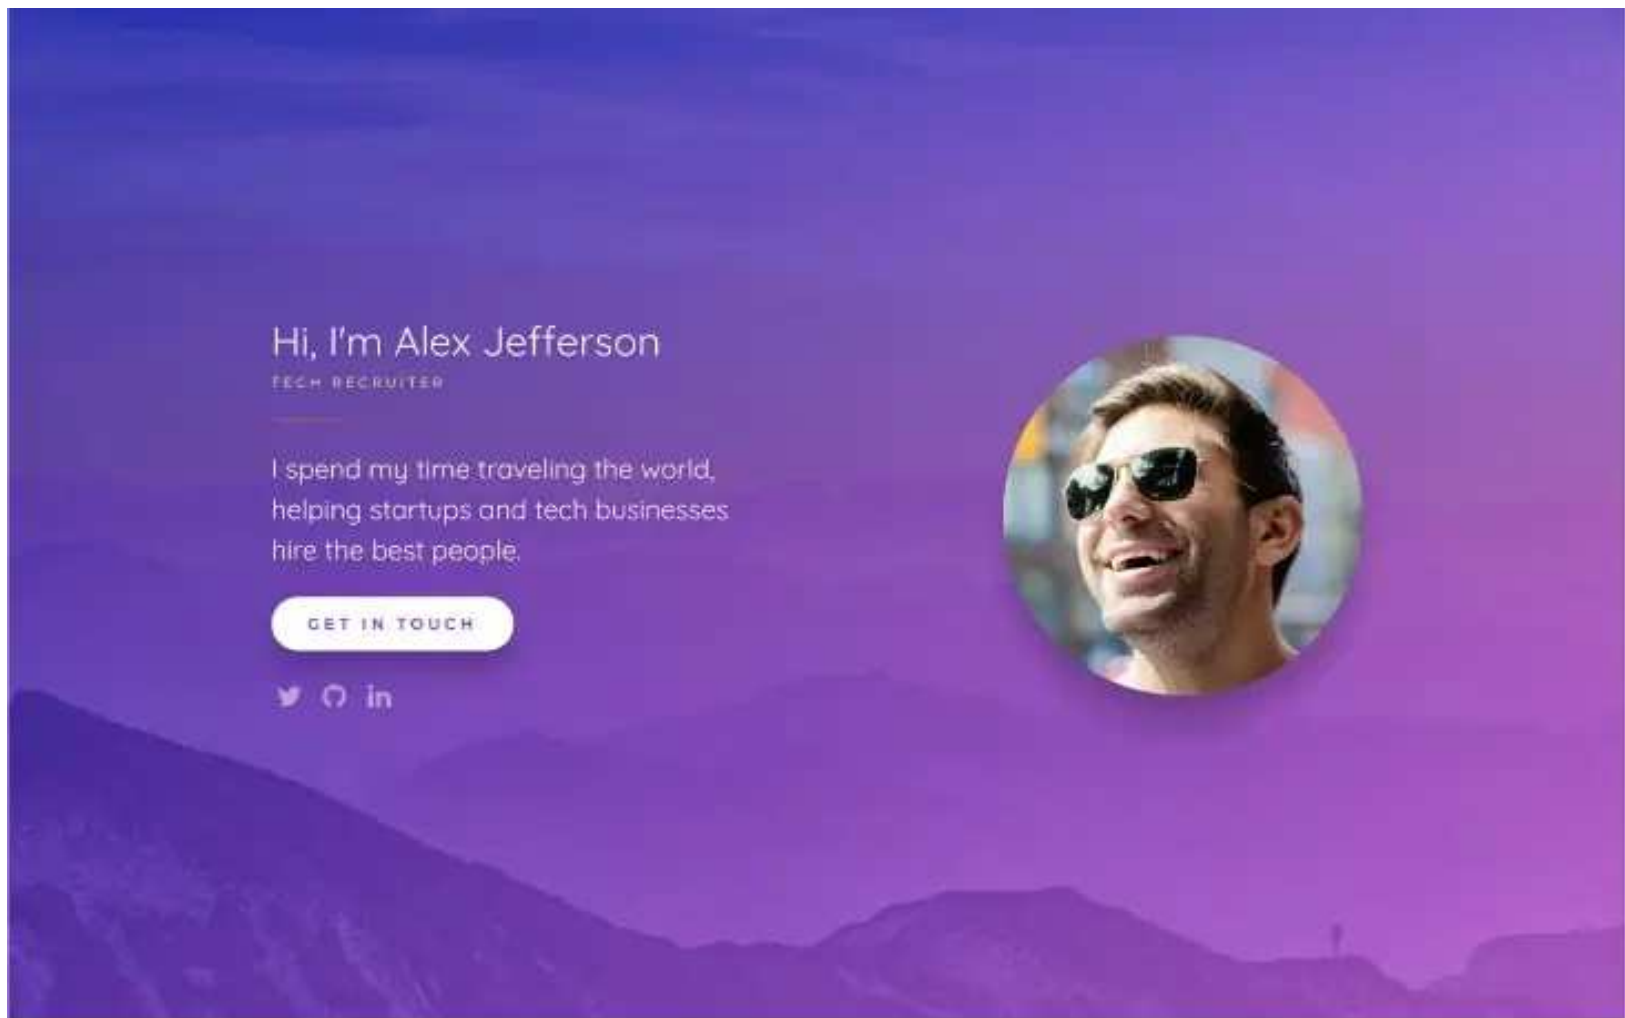 Hi, I'm Alex Jefferson
TECH RECRUITER
I spend my time traveling the world,
helping startups and tech businesses
hire the best people.
GET IN TOUCH
in